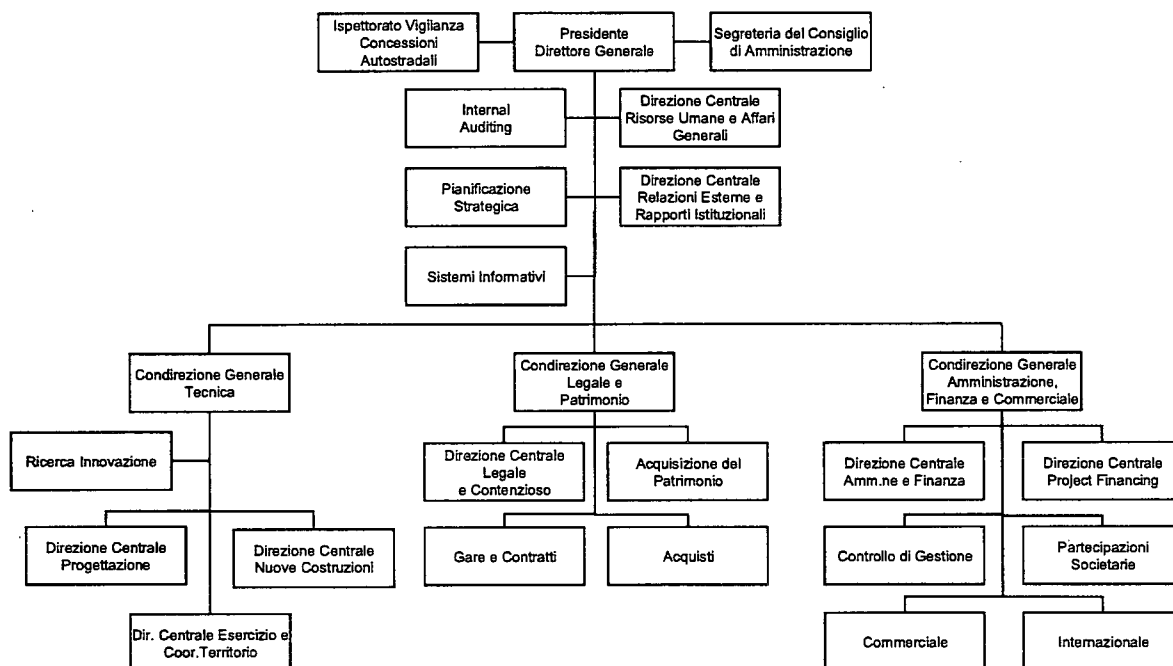 Ispettorato Vigilanza
Concessioni
Autostradali
Presidente
Direttore Generale
Segreteria del Consiglio
di Amministrazione
Internal
Auditing
Direzione Centrale
Risorse Umane e Affari
Generali
Pianificazione
Strategica
Direzione Centrale
Relazioni Esterne e
Rapporti Istituzionali
Sistemi Informativi
Condirezione Generale
Tecnica
Condirezione Generale
Legale e
Patrimonio
Condirezione Generale
Amministrazione,
Finanza e Commerciale
Ricerca Innovazione
Direzione Centrale
Legale
e Contenzioso
Acquisizione del
Patrimonio
Direzione Centrale
Amm.ne e Finanza
Direzione Centrale
Project Financing
Direzione Centrale
Progettazione
Direzione Centrale
Nuove Costruzioni
Gare e Contratti
Acquisti
Controllo di Gestione
Partecipazioni
Societarie
Dir. Centrale Esercizio e
Coor.Territorio
Commerciale
Internazionale